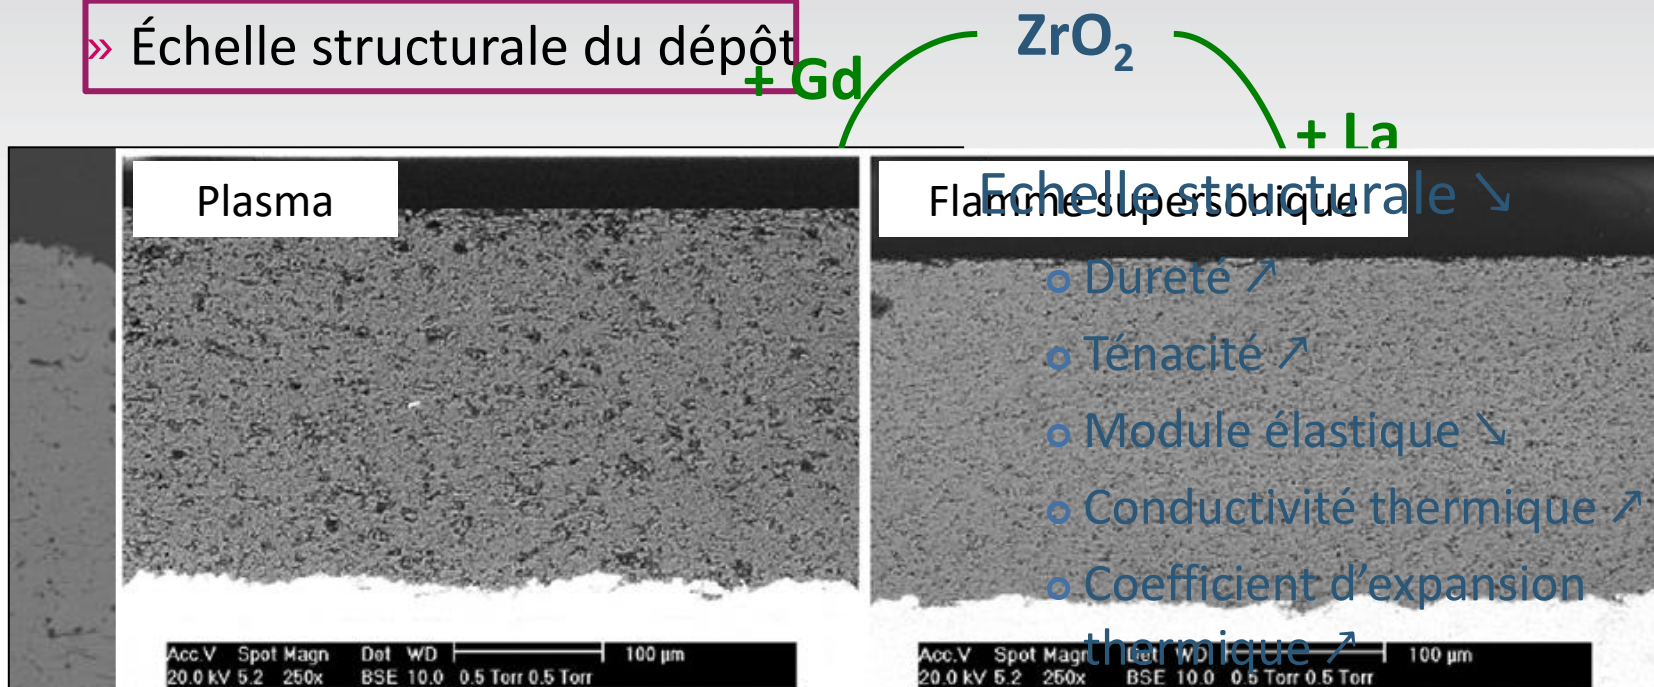 » Échelle structurale du dépôt
ZrO₂
+ Gd
+ La
Plasma
Flamme supersonique
Echelle structurale ↘
Dureté ↗
Ténacité ↗
Module élastique ↘
Conductivité thermique ↗
Coefficient d’expansion
thermique ↗
Acc.V Spot Magn Det WD 100 µm
20.0 kV 5.2 250x BSE 10.0 0.5 Torr 0.5 Torr
Acc.V Spot Magn Det WD 100 µm
20.0 kV 5.2 250x BSE 10.0 0.5 Torr 0.5 Torr